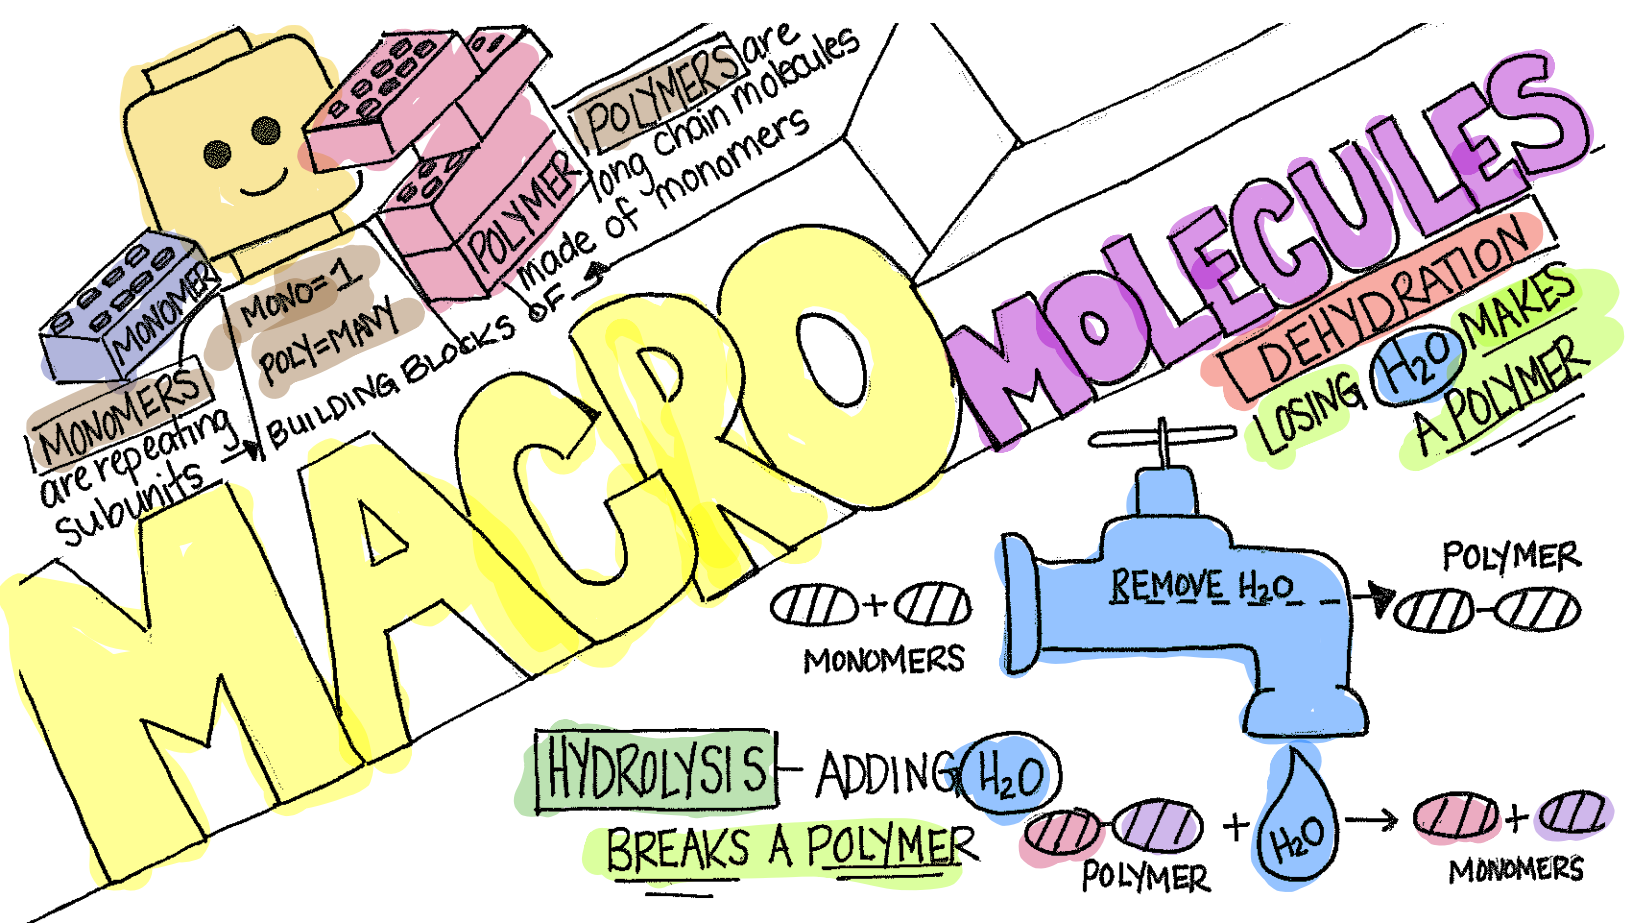 POLYMERS are
long chain molecules
made of monomers
POLYMER
MONOMER
MONO=1
POLY=MANY
MONOMERS
are repeating
subunits
BUILDING BLOCKS OF
MACRO
MOLECULES
DEHYDRATION
LOSING H₂O MAKES
A POLYMER
REMOVE H₂O
+
MONOMERS
POLYMER
HYDROLYSIS - ADDING H₂O
BREAKS A POLYMER
POLYMER
+
H₂O
+
MONOMERS